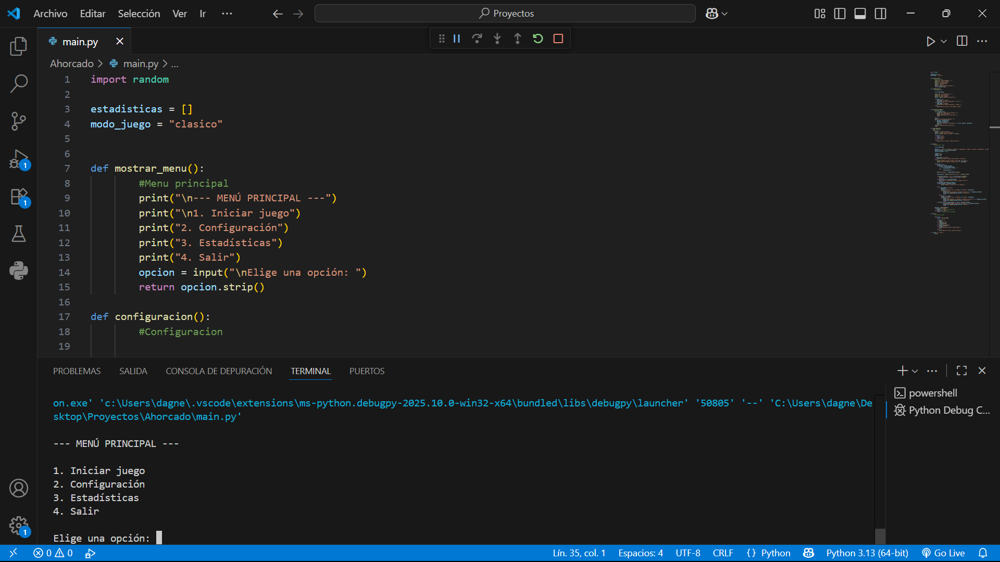 Archivo Editar Selección Ver Ir ··· Proyectos
main.py
Ahorcado > main.py > ...
1 import random
2
3 estadisticas = []
4 modo_juego = "clasico"
5
6
7 def mostrar_menu():
8 #Menu principal
9 print("\n--- MENÚ PRINCIPAL ---")
10 print("\n1. Iniciar juego")
11 print("2. Configuración")
12 print("3. Estadísticas")
13 print("4. Salir")
14 opcion = input("\nElige una opción: ")
15 return opcion.strip()
16
17 def configuracion():
18 #Configuracion
19
1
1
PROBLEMAS SALIDA CONSOLA DE DEPURACIÓN TERMINAL PUERTOS
on.exe' 'c:\Users\dagne\.vscode\extensions\ms-python.debugpy-2025.10.0-win32-x64\bundled\libs\debugpy\launcher' '50805' '--' 'C:\Users\dagne\De
sktop\Proyectos\Ahorcado\main.py'
--- MENÚ PRINCIPAL ---
1. Iniciar juego
2. Configuración
3. Estadísticas
4. Salir
Elige una opción:
powershell
Python Debug C...
1
0 0 Lín. 35, col. 1 Espacios: 4 UTF-8 CRLF {} Python Python 3.13 (64-bit) Go Live